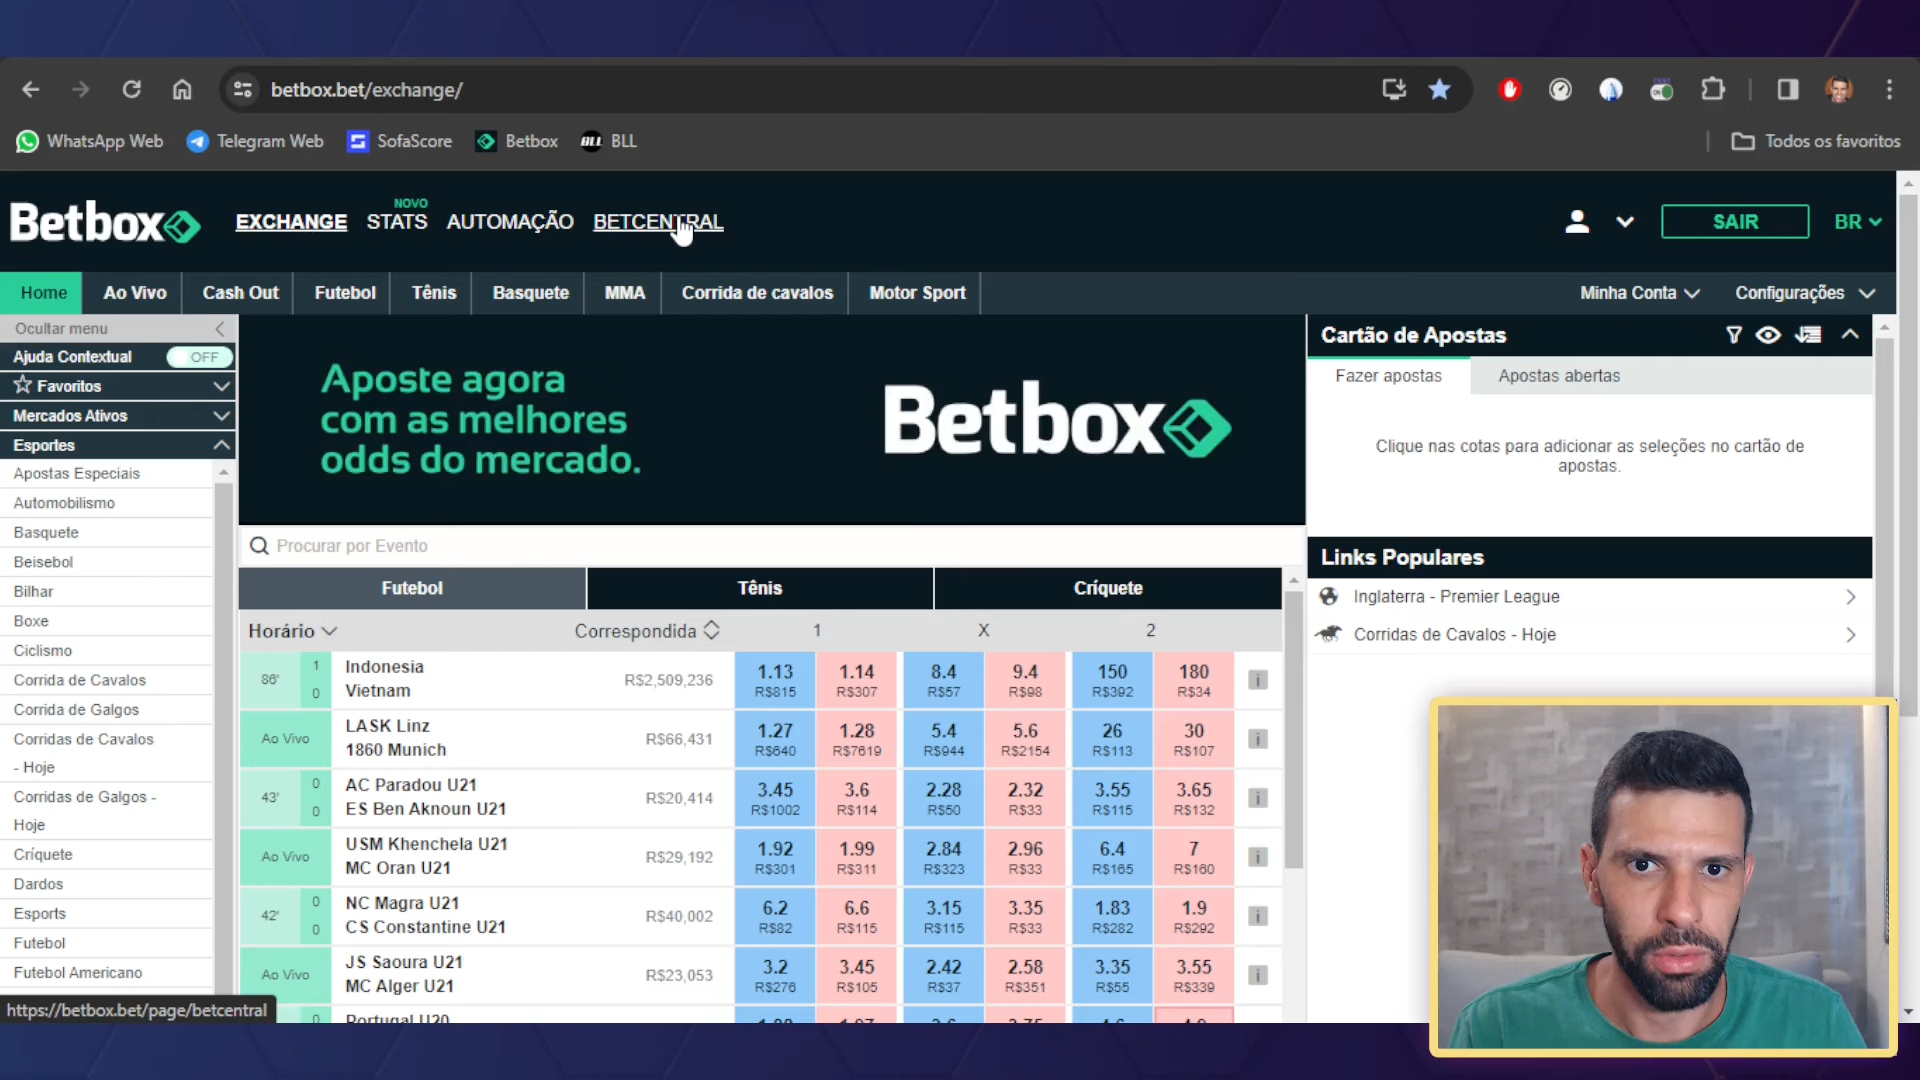 betbox.bet/exchange/
WhatsApp Web
Telegram Web
SofaScore
Betbox
BLL BLL
Todos os favoritos
Betbox
EXCHANGE
NOVO
STATS
AUTOMAÇÃO
BETCENTRAL
SAIR
BR
Home
Ao Vivo
Cash Out
Futebol
Tênis
Basquete
MMA
Corrida de cavalos
Motor Sport
Minha Conta
Configurações
Ocultar menu
Ajuda Contextual OFF
Favoritos
Mercados Ativos
Esportes
Apostas Especiais
Automobilismo
Basquete
Beisebol
Bilhar
Boxe
Ciclismo
Corrida de Cavalos
Corrida de Galgos
Corridas de Cavalos
- Hoje
Corridas de Galgos -
Hoje
Críquete
Dardos
Esports
Futebol
Futebol Americano
https://betbox.bet/page/betcentral
Aposte agora
com as melhores
odds do mercado.
Betbox
Procurar por Evento
Futebol
Tênis
Críquete
Horário
Correspondida
1
X
2
86'
1
0
Indonesia
Vietnam
R$2,509,236
1.13
R$815
1.14
R$307
8.4
R$57
9.4
R$98
150
R$392
180
R$34
i
Ao Vivo
LASK Linz
1860 Munich
R$66,431
1.27
R$640
1.28
R$7619
5.4
R$944
5.6
R$2154
26
R$113
30
R$107
i
43'
0
0
AC Paradou U21
ES Ben Aknoun U21
R$20,414
3.45
R$1002
3.6
R$114
2.28
R$50
2.32
R$33
3.55
R$115
3.65
R$132
i
Ao Vivo
USM Khenchela U21
MC Oran U21
R$29,192
1.92
R$301
1.99
R$311
2.84
R$323
2.96
R$33
6.4
R$165
7
R$160
i
42'
0
0
NC Magra U21
CS Constantine U21
R$40,002
6.2
R$82
6.6
R$115
3.15
R$115
3.35
R$33
1.83
R$282
1.9
R$292
i
Ao Vivo
JS Saoura U21
MC Alger U21
R$23,053
3.2
R$276
3.45
R$105
2.42
R$37
2.58
R$351
3.35
R$55
3.55
R$339
i
0
Portugal U20
Cartão de Apostas
Fazer apostas
Apostas abertas
Clique nas cotas para adicionar as seleções no cartão de
apostas.
Links Populares
Inglaterra - Premier League
Corridas de Cavalos - Hoje